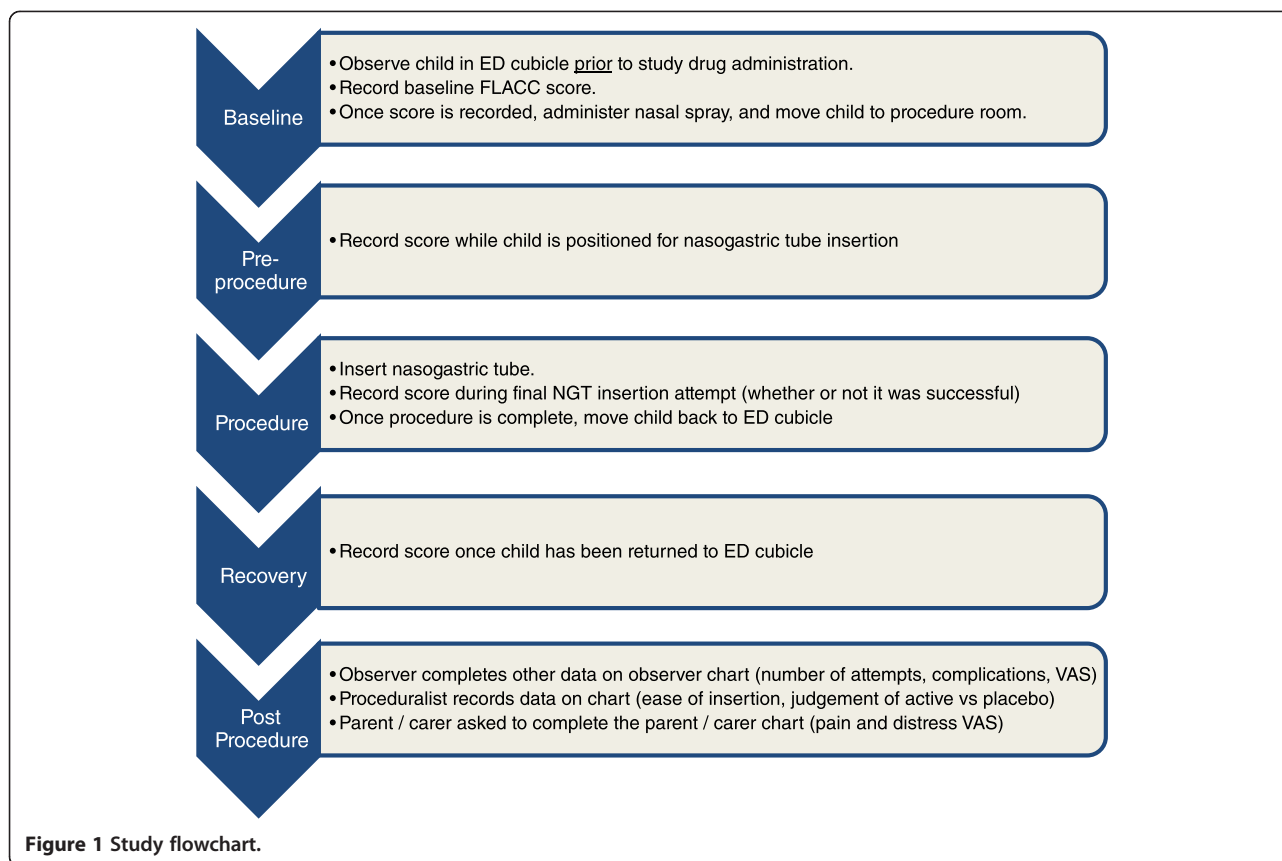 Baseline
•Observe child in ED cubicle prior to study drug administration.
•Record baseline FLACC score.
•Once score is recorded, administer nasal spray, and move child to procedure room.
Pre-
procedure
•Record score while child is positioned for nasogastric tube insertion
Procedure
•Insert nasogastric tube.
•Record score during final NGT insertion attempt (whether or not it was successful)
•Once procedure is complete, move child back to ED cubicle
Recovery
•Record score once child has been returned to ED cubicle
Post
Procedure
•Observer completes other data on observer chart (number of attempts, complications, VAS)
•Proceduralist records data on chart (ease of insertion, judgement of active vs placebo)
•Parent / carer asked to complete the parent / carer chart (pain and distress VAS)
Figure 1 Study flowchart.